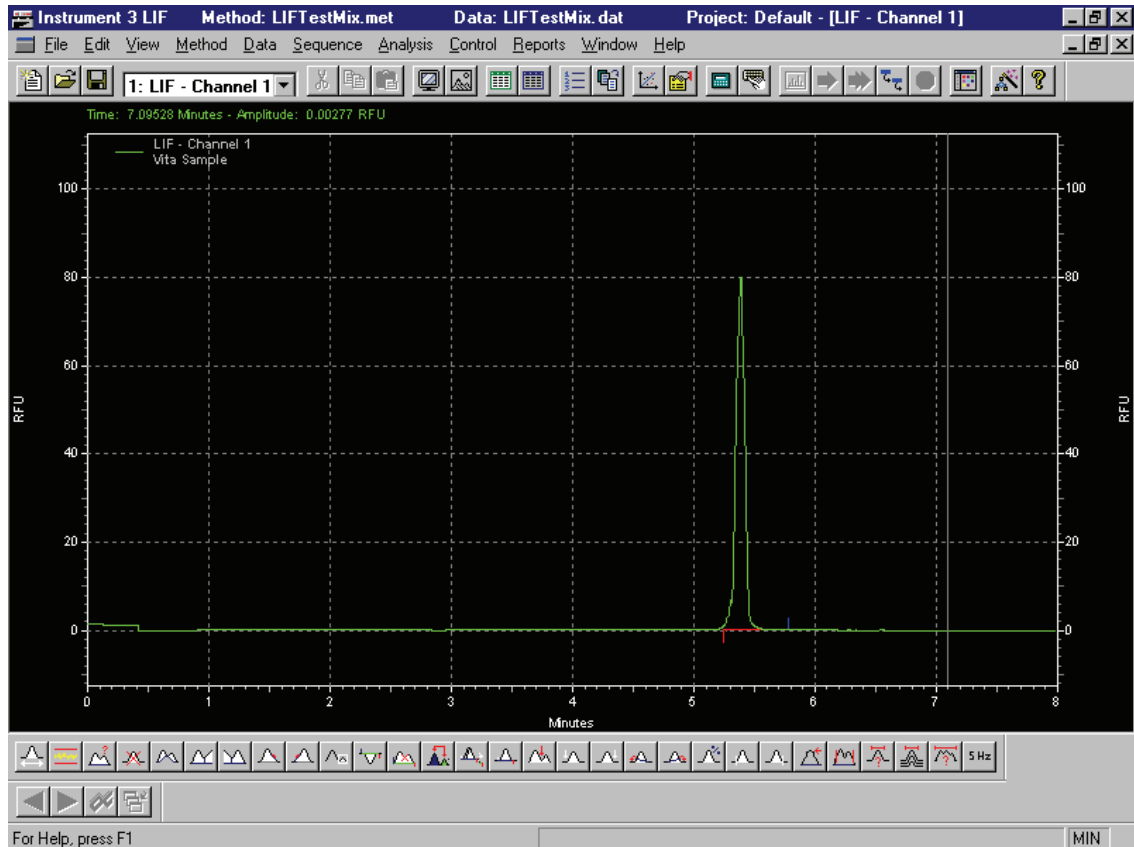 Instrument 3 LIF Method: LIFTestMix.met Data: LIFTestMix.dat Project: Default - [LIF - Channel 1]
File Edit View Method Data Sequence Analysis Control Reports Window Help
1: LIF - Channel 1
Time: 7.09528 Minutes - Amplitude: 0.00277 RFU
LIF - Channel 1
Vita Sample
100 100
80 80
60 60
RFU RFU
40 40
20 20
0 0
0 1 2 3 4 5 6 7 8
Minutes
5 Hz
For Help, press F1 MIN